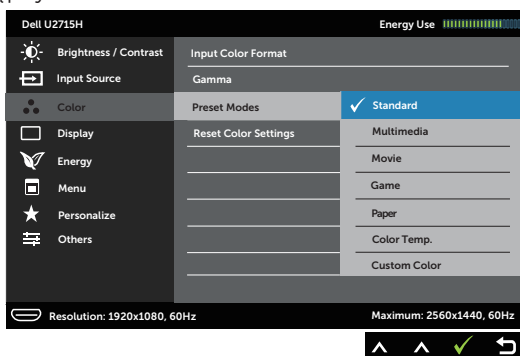 Dell U2715H
Energy Use
Brightness / Contrast
Input Source
Color
Display
Energy
Menu
Personalize
Others
Input Color Format
Gamma
Preset Modes
Reset Color Settings
Standard
Multimedia
Movie
Game
Paper
Color Temp.
Custom Color
Resolution: 1920x1080, 60Hz
Maximum: 2560x1440, 60Hz